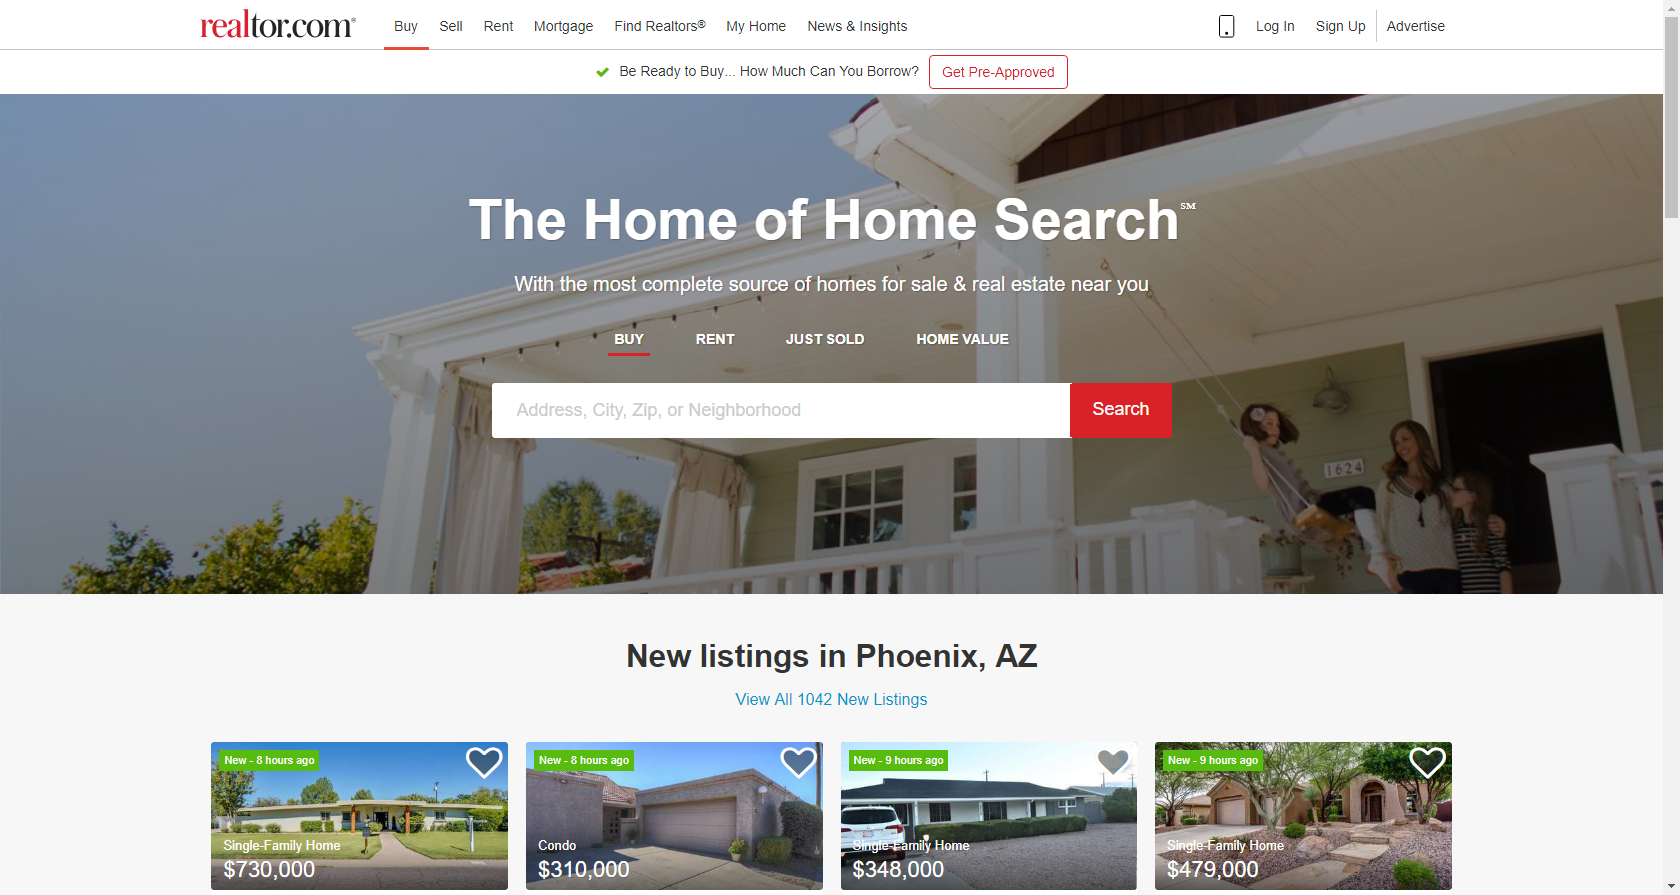 realtor.com®
Buy Sell Rent Mortgage Find Realtors® My Home News & Insights Log In Sign Up Advertise
Be Ready to Buy... How Much Can You Borrow? Get Pre-Approved
The Home of Home Search℠
With the most complete source of homes for sale & real estate near you
BUY RENT JUST SOLD HOME VALUE
Address, City, Zip, or Neighborhood Search
1624
New listings in Phoenix, AZ
View All 1042 New Listings
New - 8 hours ago
Single-Family Home
$730,000
New - 8 hours ago
Condo
$310,000
New - 9 hours ago
Single-Family Home
$348,000
New - 9 hours ago
Single-Family Home
$479,000